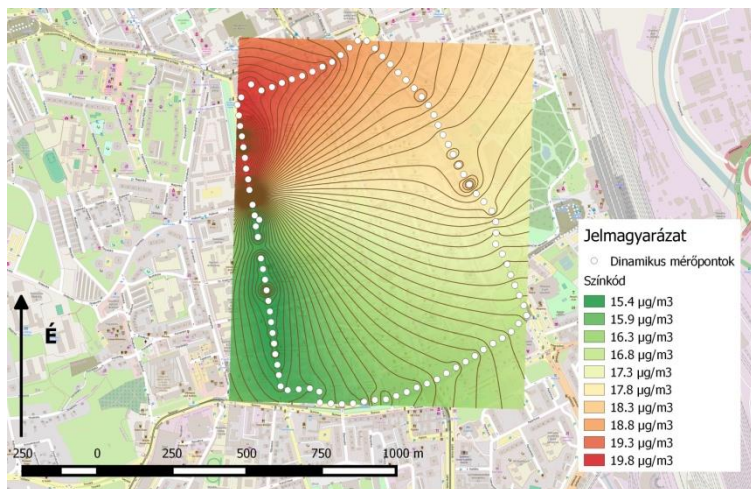 Jelmagyarázat
Dinamikus mérőpontok
Színkód
15.4 µg/m3
15.9 µg/m3
16.3 µg/m3
16.8 µg/m3
17.3 µg/m3
17.8 µg/m3
18.3 µg/m3
18.8 µg/m3
19.3 µg/m3
19.8 µg/m3
É
250 0 250 500 750 1000 m